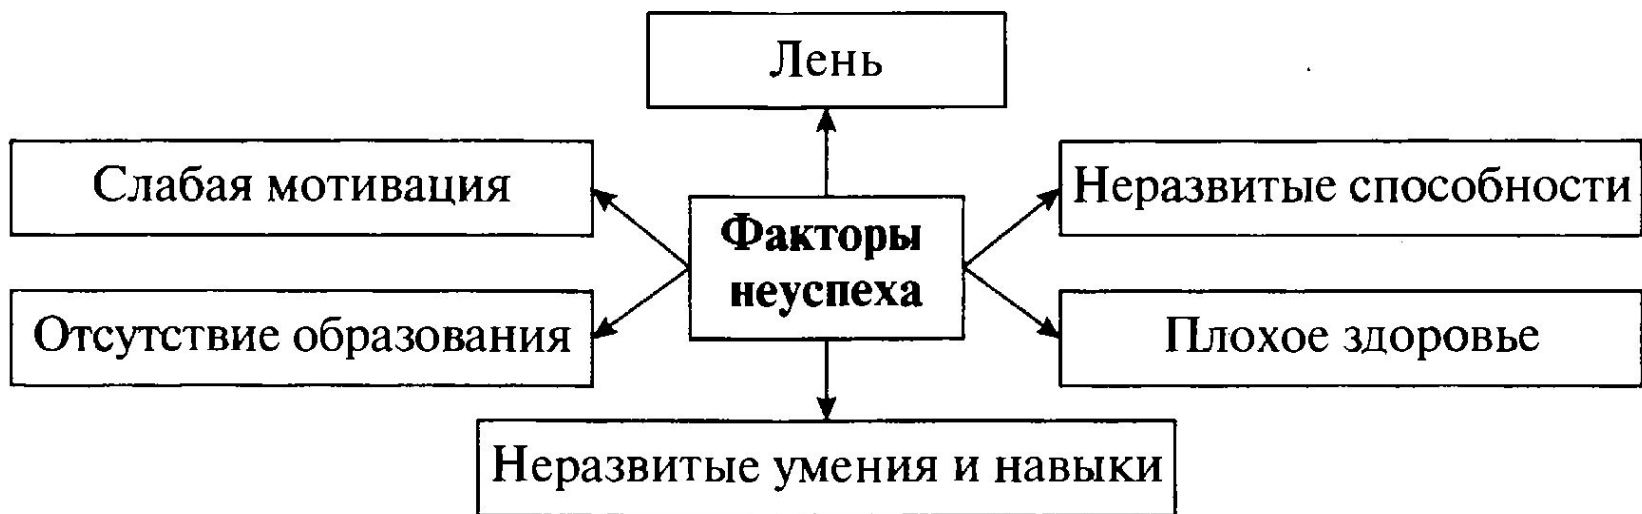 Лень
Слабая мотивация
Неразвитые способности
Факторы
неуспеха
Отсутствие образования
Плохое здоровье
Неразвитые умения и навыки